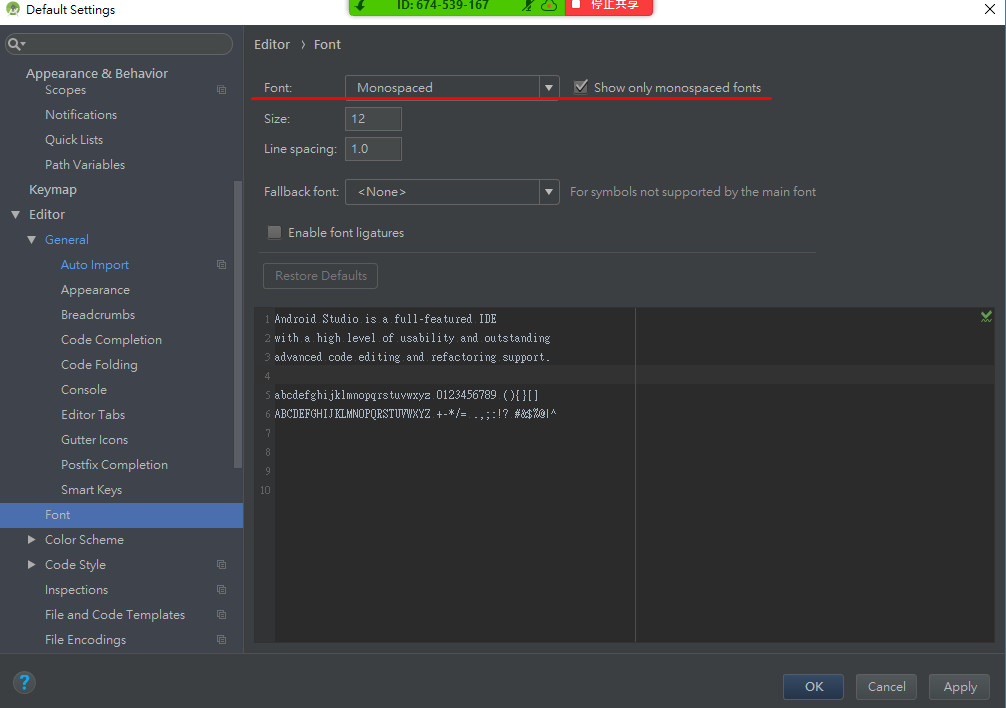 Default Settings
ID: 674-539-167
停止共享
Appearance & Behavior
Scopes
Notifications
Quick Lists
Path Variables
Keymap
Editor
General
Auto Import
Appearance
Breadcrumbs
Code Completion
Code Folding
Console
Editor Tabs
Gutter Icons
Postfix Completion
Smart Keys
Font
Color Scheme
Code Style
Inspections
File and Code Templates
File Encodings
Editor › Font
Font: Monospaced Show only monospaced fonts
Size: 12
Line spacing: 1.0
Fallback font: <None> For symbols not supported by the main font
Enable font ligatures
Restore Defaults
1 Android Studio is a full-featured IDE
2 with a high level of usability and outstanding
3 advanced code editing and refactoring support.
4
5 abcdefghijklmnopqrstuvwxyz 0123456789 (){}[]
6 ABCDEFGHIJKLMNOPQRSTUVWXYZ +-*/= .,;:!? #&$%@|^
7
8
9
10
?
OK
Cancel
Apply